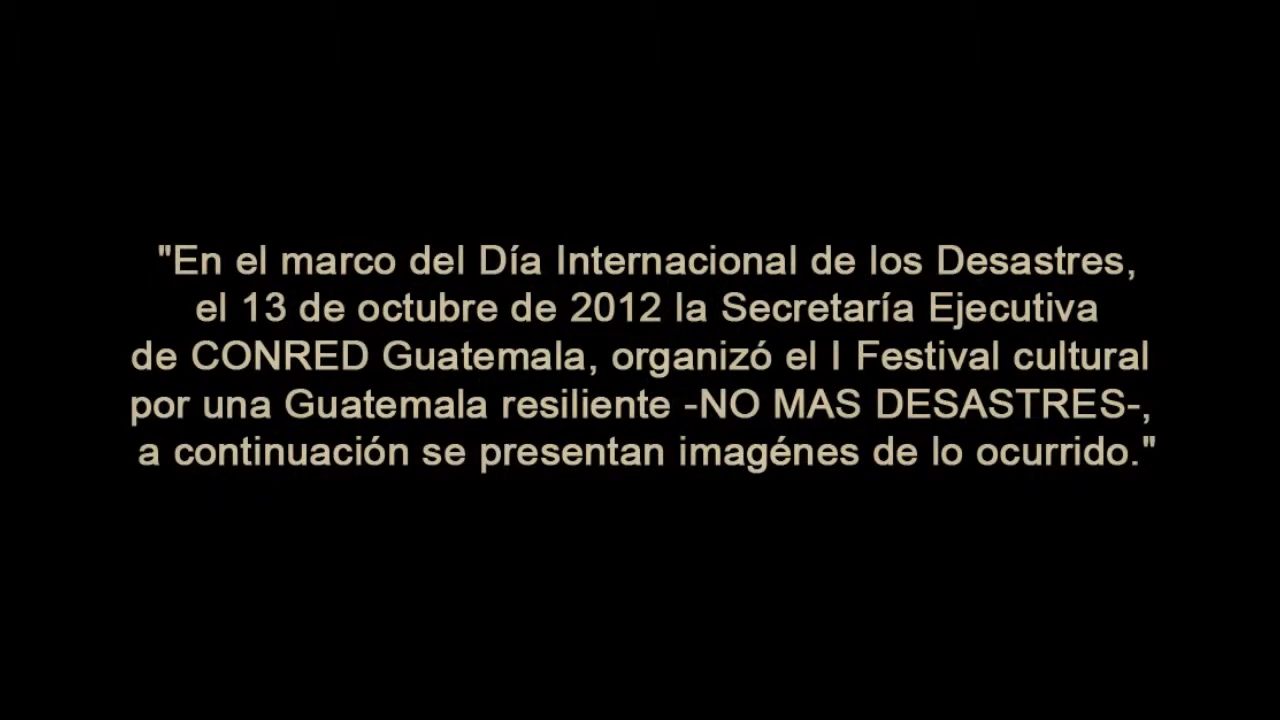 "En el marco del Día Internacional de los Desastres,
el 13 de octubre de 2012 la Secretaría Ejecutiva
de CONRED Guatemala, organizó el I Festival cultural
por una Guatemala resiliente -NO MAS DESASTRES-,
a continuación se presentan imagénes de lo ocurrido."